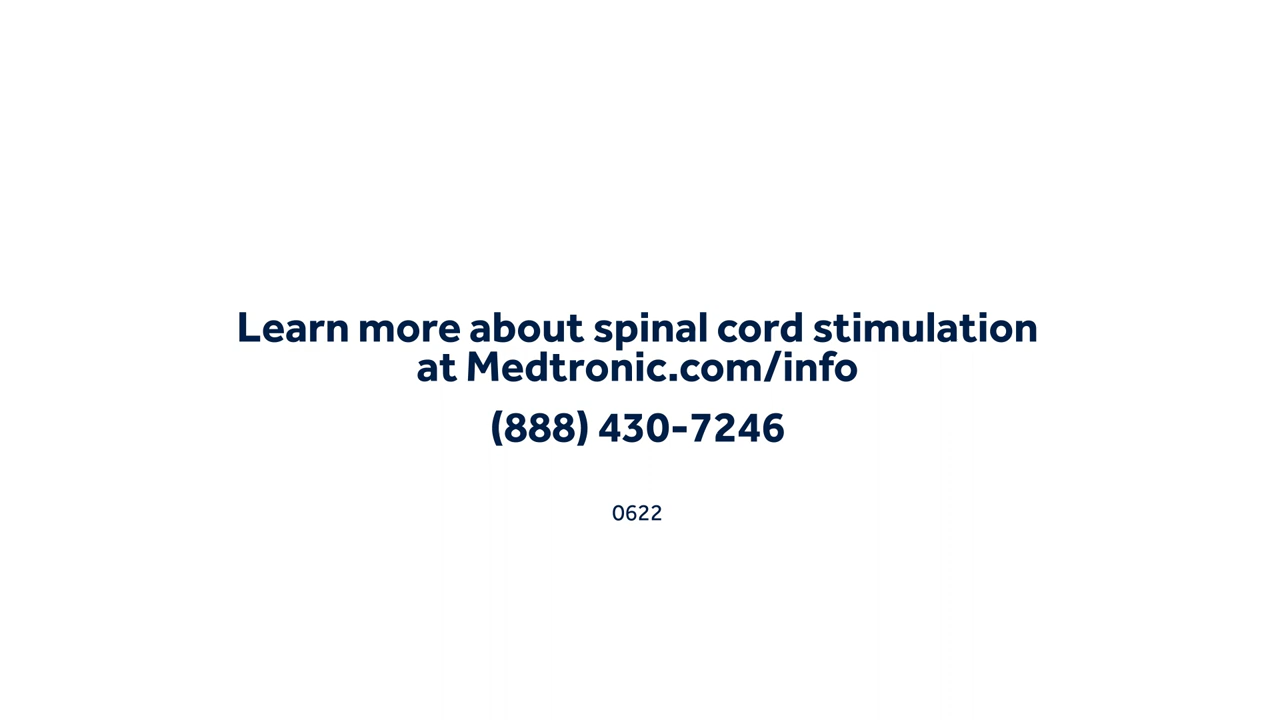 Learn more about spinal cord stimulation
at Medtronic.com/info
(888) 430-7246
0622